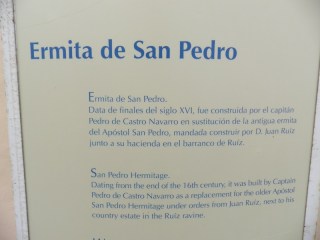 Ermita de San Pedro
Ermita de San Pedro.
Data de finales del siglo XVI, fue construida por el capitán
Pedro de Castro Navarro en sustitución de la antigua ermita
del Apóstol San Pedro, mandada construir por D. Juan Ruíz
junto a su hacienda en el barranco de Ruíz.
San Pedro Hermitage.
Dating from the end of the 16th century, it was built by Captain
Pedro de Castro Navarro as a replacement for the older Apóstol
San Pedro Hermitage under orders from Juan Ruíz, next to his
country estate in the Ruíz ravine.